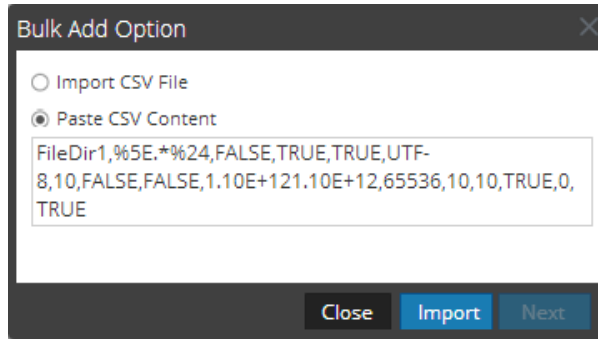 Bulk Add Option
Import CSV File
Paste CSV Content
FileDir1,%5E.*%24,FALSE,TRUE,TRUE,UTF-
8,10,FALSE,FALSE,1.10E+121.10E+12,65536,10,10,TRUE,0,
TRUE
Close Import Next